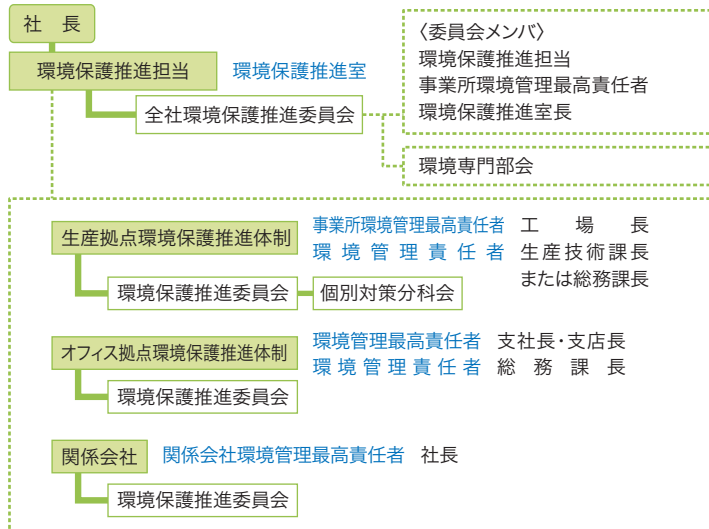 社 長
環境保護推進担当 環境保護推進室
全社環境保護推進委員会
〈委員会メンバ〉
環境保護推進担当
事業所環境管理最高責任者
環境保護推進室長
環境専門部会
生産拠点環境保護推進体制
事業所環境管理最高責任者 工場長
環境管理責任者 生産技術課長
または総務課長
環境保護推進委員会 個別対策分科会
オフィス拠点環境保護推進体制
環境管理最高責任者 支社長・支店長
環境管理責任者 総務課長
環境保護推進委員会
関係会社 関係会社環境管理最高責任者 社長
環境保護推進委員会